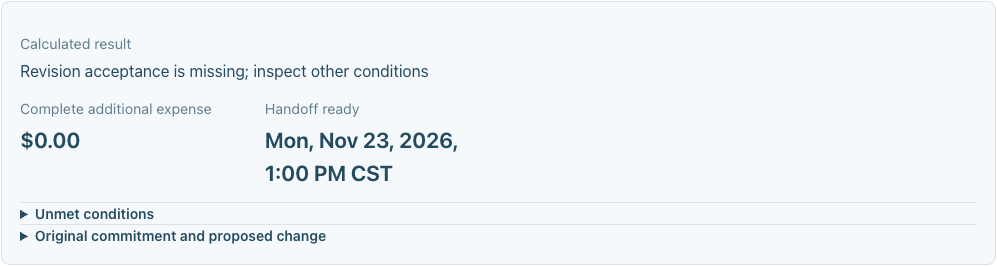 Calculated result
Revision acceptance is missing; inspect other conditions
Complete additional expense
$0.00
Handoff ready
Mon, Nov 23, 2026,
1:00 PM CST
Unmet conditions
Original commitment and proposed change